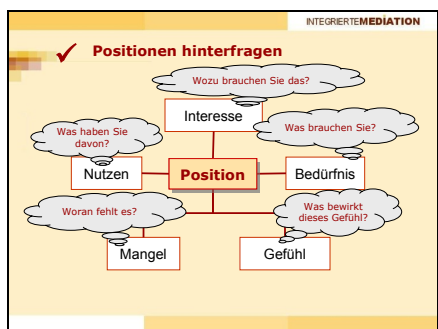 INTEGRIERTEMEDIATION
Positionen hinterfragen
Wozu brauchen Sie das?
Interesse
Was haben Sie
davon?
Was brauchen Sie?
Nutzen
Position
Bedürfnis
Woran fehlt es?
Was bewirkt
dieses Gefühl?
Mangel
Gefühl